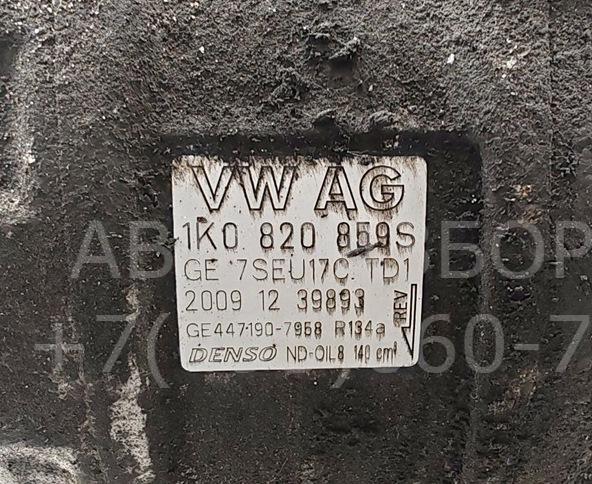 VW AG
1K0 820 859S
GE 7SEU17C TD1
2009 12 39893
GE447190-7958 R134a
REV
DENSO ND-OIL8 140 cm³